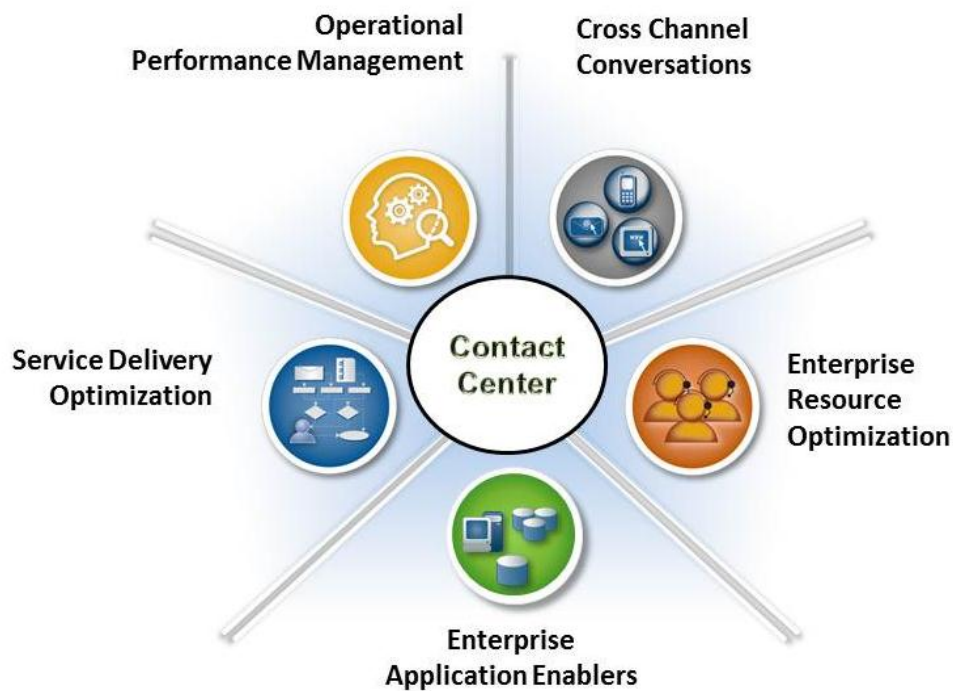 Operational
Performance Management
Cross Channel
Conversations
Contact
Center
Service Delivery
Optimization
Enterprise
Resource
Optimization
Enterprise
Application Enablers